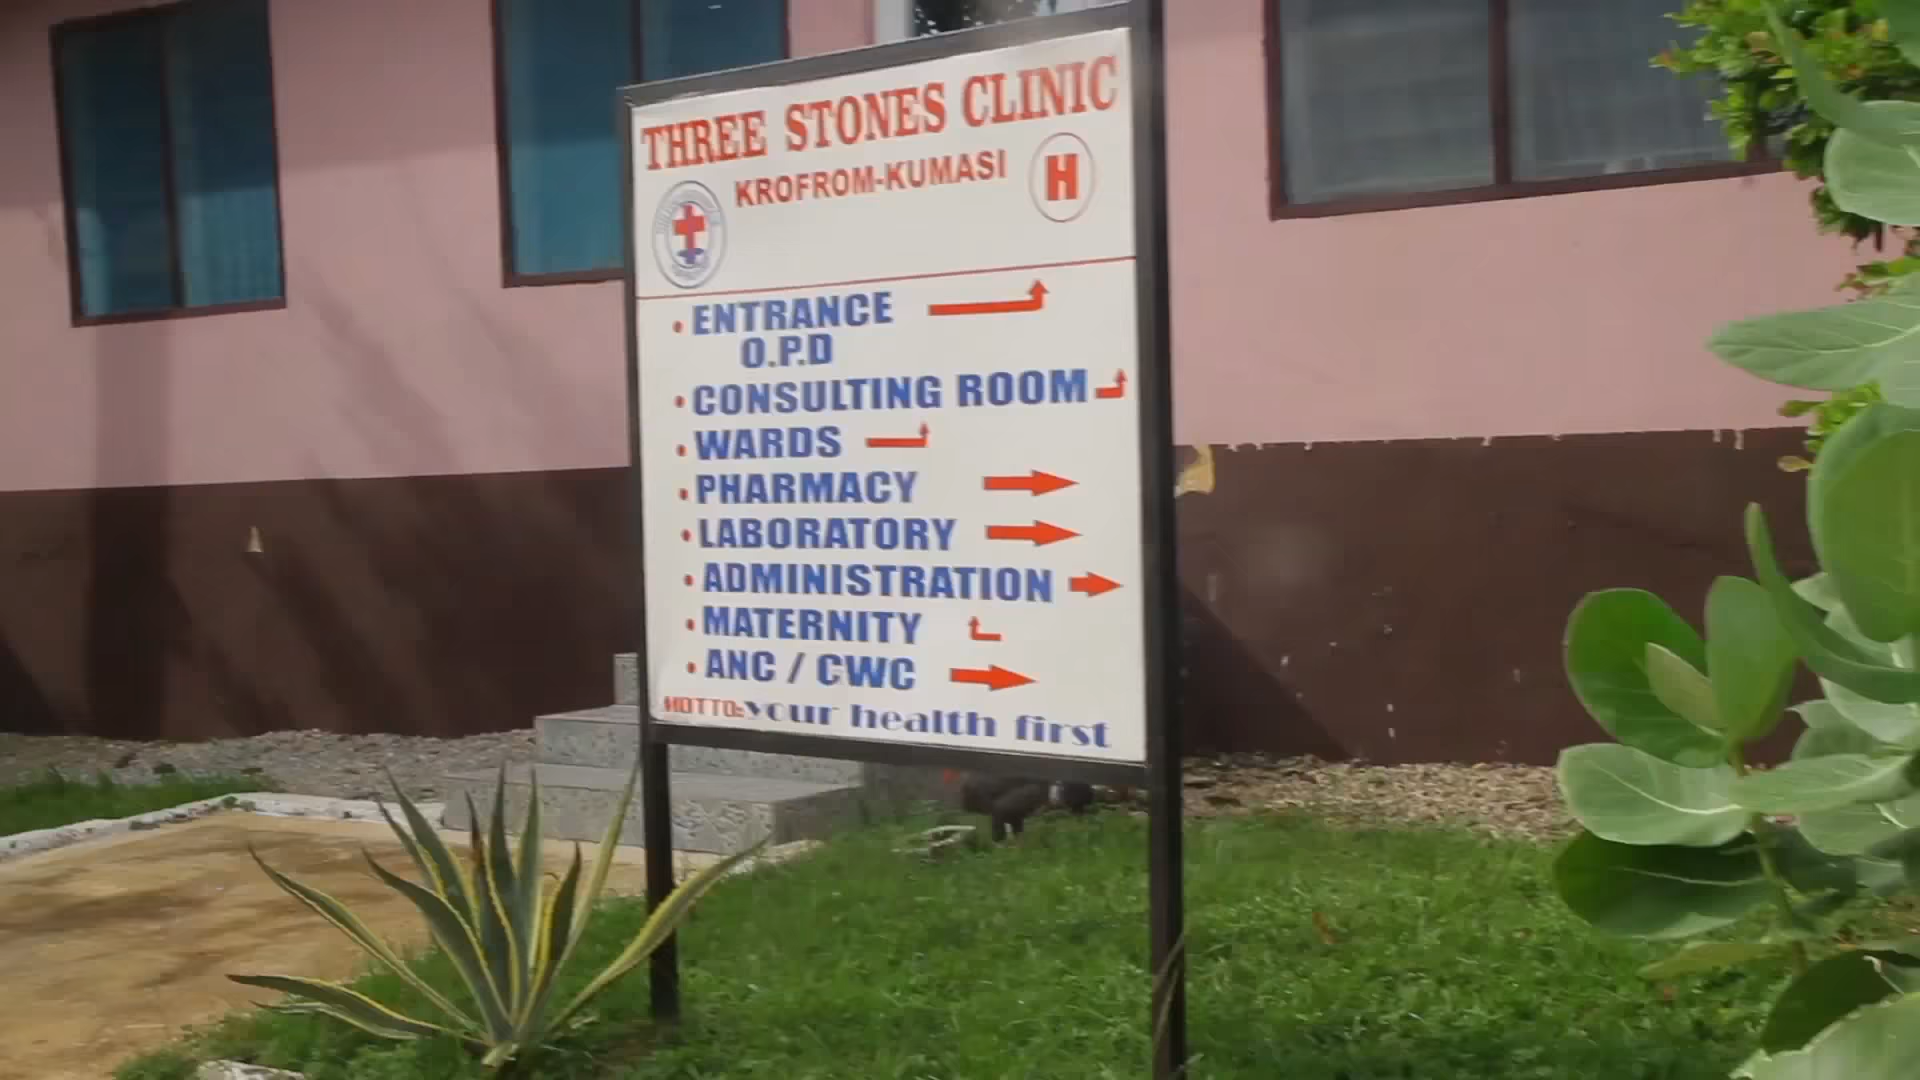 THREE STONES CLINIC
KROFROM-KUMASI
H
• ENTRANCE
O.P.D
• CONSULTING ROOM
• WARDS
• PHARMACY
• LABORATORY
• ADMINISTRATION
• MATERNITY
• ANC / CWC
MOTTO: your health first